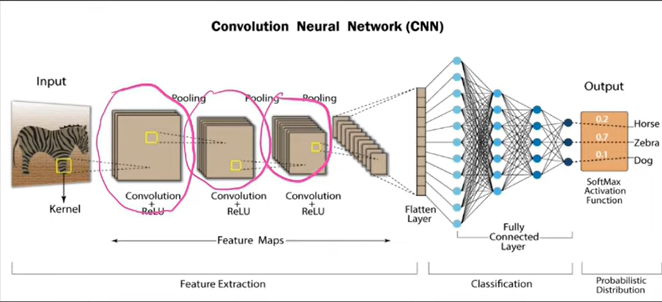 Convolution Neural Network (CNN)
Input
Output
Pooling
Pooling
Pooling
0.2
0.7
0.1
Horse
Zebra
Dog
Kernel
Convolution
+
ReLU
Convolution
+
ReLU
Convolution
+
ReLU
SoftMax
Activation
Function
Flatten
Layer
Fully
Connected
Layer
Feature Maps
Feature Extraction
Classification
Probabilistic
Distribution